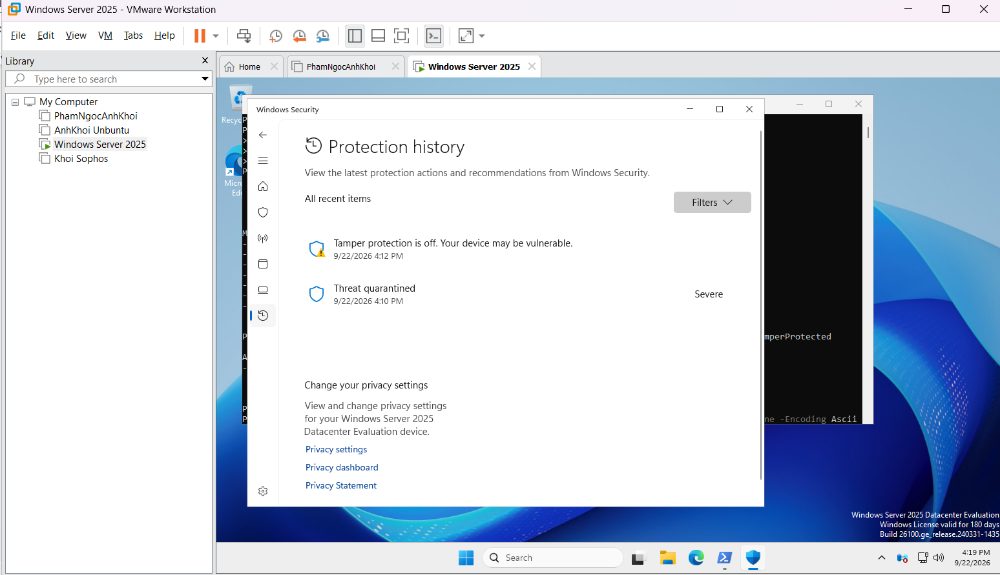 Windows Server 2025 - VMware Workstation
File Edit View VM Tabs Help
Library
Type here to search
My Computer
PhamNgocAnhKhoi
AnhKhoi Unbuntu
Windows Server 2025
Khoi Sophos
Home
PhamNgocAnhKhoi
Windows Server 2025
Windows Security
Protection history
View the latest protection actions and recommendations from Windows Security.
All recent items
Filters
Tamper protection is off. Your device may be vulnerable.
9/22/2026 4:12 PM
Threat quarantined
9/22/2026 4:10 PM
Severe
Change your privacy settings
View and change privacy settings
for your Windows Server 2025
Datacenter Evaluation device.
Privacy settings
Privacy dashboard
Privacy Statement
mperProtected
ne -Encoding Ascii
Windows Server 2025 Datacenter Evaluation
Windows License valid for 180 days
Build 26100.ge_release.240331-1435
Search
4:19 PM
9/22/2026